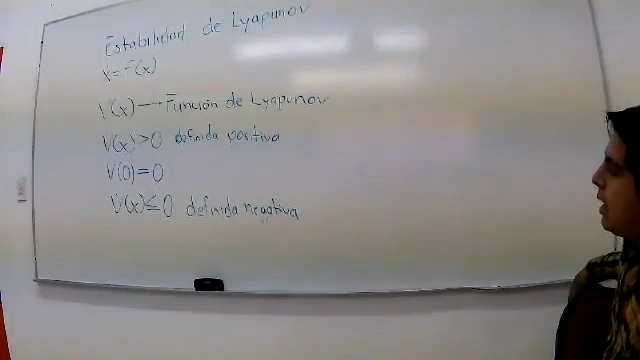 Estabilidad de Lyapunov
ẋ = F(x)
V(x) → Función de Lyapunov
V(x) > 0 definida positiva
V(0) = 0
V̇(x) ≤ 0 definida negativa